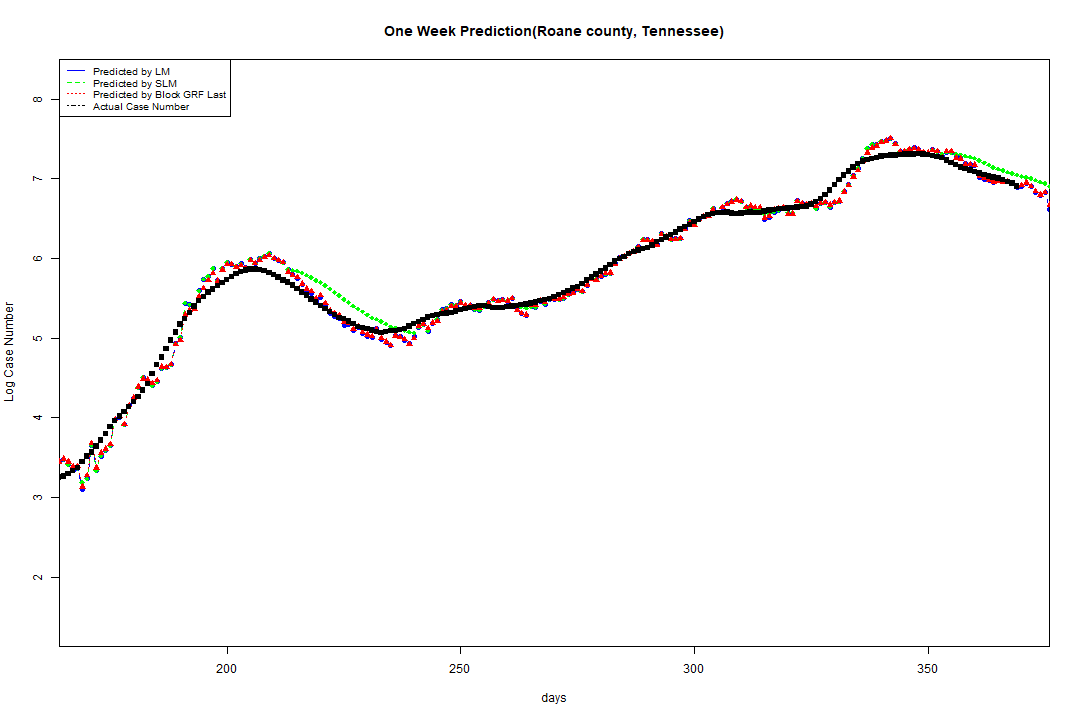 One Week Prediction(Roane county, Tennessee)
Predicted by LM
Predicted by SLM
Predicted by Block GRF Last
Actual Case Number
8
7
6
5
4
3
2
Log Case Number
200 250 300 350
days